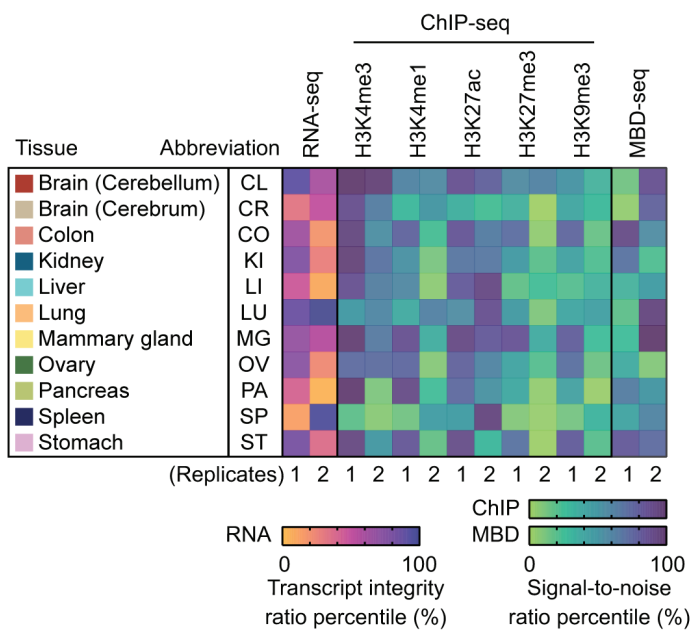 ChIP-seq
Tissue Abbreviation RNA-seq H3K4me3 H3K4me1 H3K27ac H3K27me3 H3K9me3 MBD-seq
Brain (Cerebellum) CL
Brain (Cerebrum) CR
Colon CO
Kidney KI
Liver LI
Lung LU
Mammary gland MG
Ovary OV
Pancreas PA
Spleen SP
Stomach ST
(Replicates) 1 2 1 2 1 2 1 2 1 2 1 2 1 2
ChIP
RNA MBD
0 100 0 100
Transcript integrity Signal-to-noise
ratio percentile (%) ratio percentile (%)